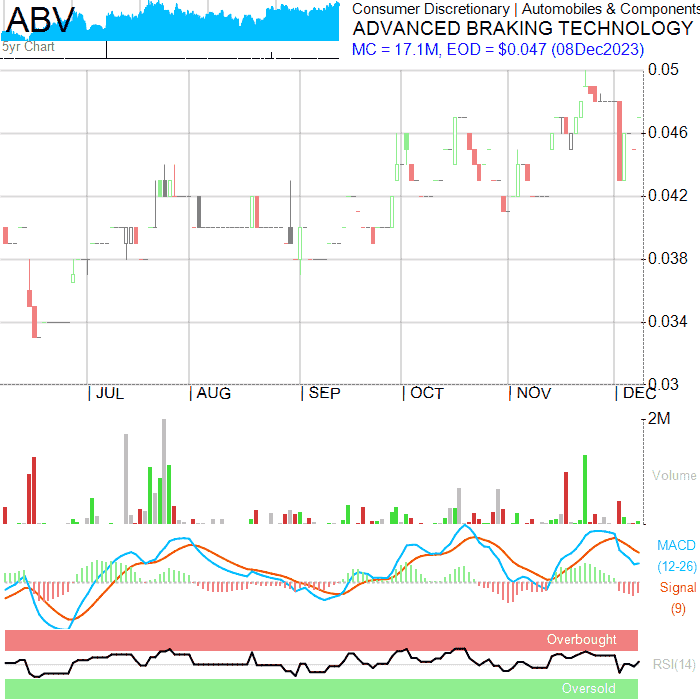 ABV
Consumer Discretionary | Automobiles & Components
ADVANCED BRAKING TECHNOLOGY
5yr Chart
MC = 17.1M, EOD = $0.047 (08Dec2023)
0.05
0.046
0.042
0.038
0.034
0.03
JUL AUG SEP OCT NOV DEC
2M
Volume
MACD
(12-26)
Signal
(9)
Overbought
RSI(14)
Oversold